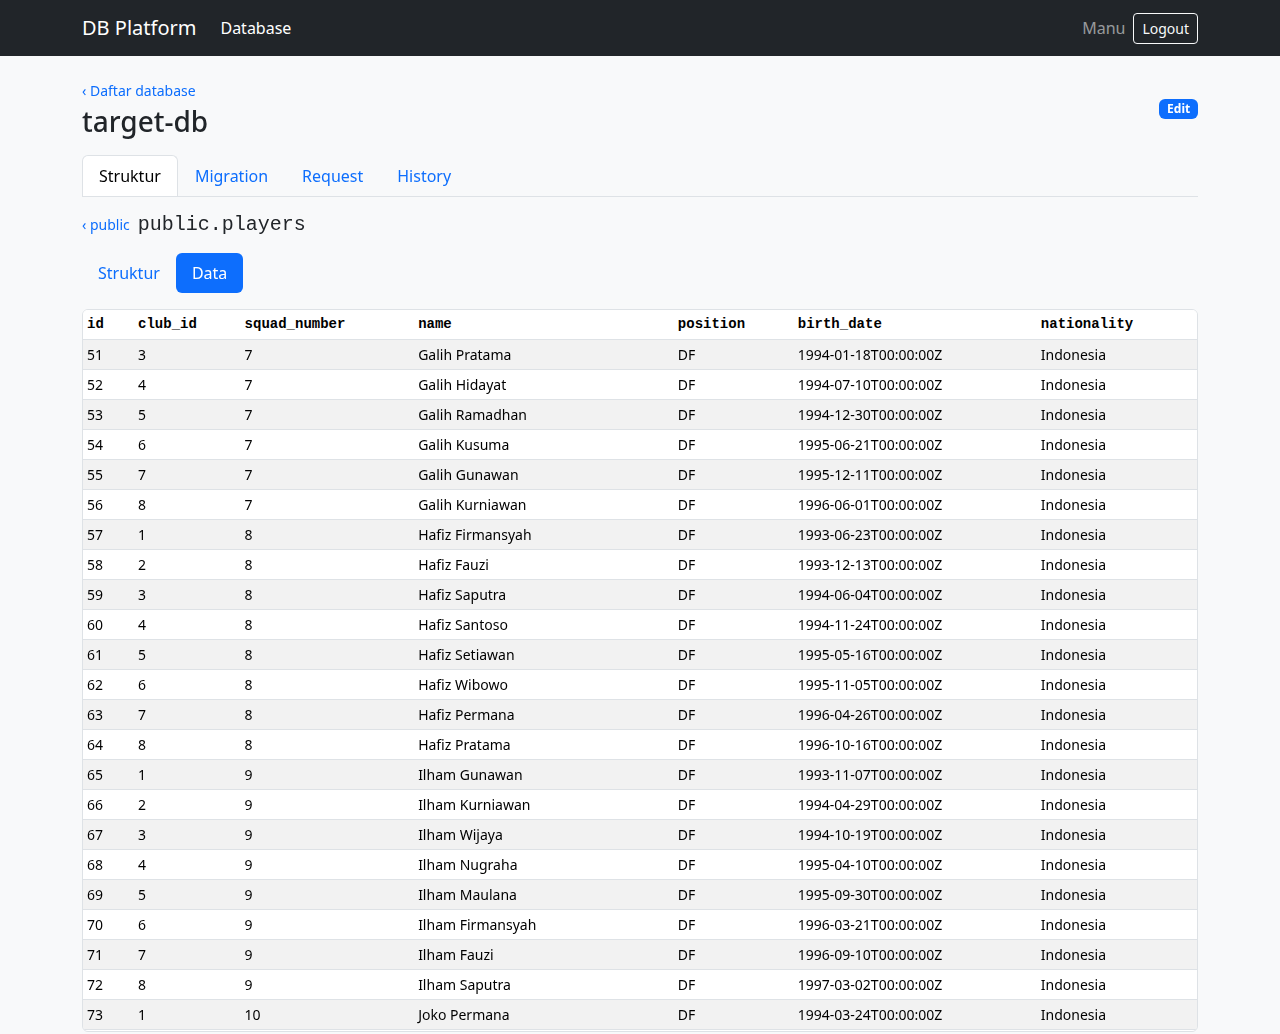 DB Platform Database Manu Logout
‹ Daftar database
target-db Edit
Struktur Migration Request History
‹ public public.players
Struktur Data
id club_id squad_number name position birth_date nationality
51 3 7 Galih Pratama DF 1994-01-18T00:00:00Z Indonesia
52 4 7 Galih Hidayat DF 1994-07-10T00:00:00Z Indonesia
53 5 7 Galih Ramadhan DF 1994-12-30T00:00:00Z Indonesia
54 6 7 Galih Kusuma DF 1995-06-21T00:00:00Z Indonesia
55 7 7 Galih Gunawan DF 1995-12-11T00:00:00Z Indonesia
56 8 7 Galih Kurniawan DF 1996-06-01T00:00:00Z Indonesia
57 1 8 Hafiz Firmansyah DF 1993-06-23T00:00:00Z Indonesia
58 2 8 Hafiz Fauzi DF 1993-12-13T00:00:00Z Indonesia
59 3 8 Hafiz Saputra DF 1994-06-04T00:00:00Z Indonesia
60 4 8 Hafiz Santoso DF 1994-11-24T00:00:00Z Indonesia
61 5 8 Hafiz Setiawan DF 1995-05-16T00:00:00Z Indonesia
62 6 8 Hafiz Wibowo DF 1995-11-05T00:00:00Z Indonesia
63 7 8 Hafiz Permana DF 1996-04-26T00:00:00Z Indonesia
64 8 8 Hafiz Pratama DF 1996-10-16T00:00:00Z Indonesia
65 1 9 Ilham Gunawan DF 1993-11-07T00:00:00Z Indonesia
66 2 9 Ilham Kurniawan DF 1994-04-29T00:00:00Z Indonesia
67 3 9 Ilham Wijaya DF 1994-10-19T00:00:00Z Indonesia
68 4 9 Ilham Nugraha DF 1995-04-10T00:00:00Z Indonesia
69 5 9 Ilham Maulana DF 1995-09-30T00:00:00Z Indonesia
70 6 9 Ilham Firmansyah DF 1996-03-21T00:00:00Z Indonesia
71 7 9 Ilham Fauzi DF 1996-09-10T00:00:00Z Indonesia
72 8 9 Ilham Saputra DF 1997-03-02T00:00:00Z Indonesia
73 1 10 Joko Permana DF 1994-03-24T00:00:00Z Indonesia